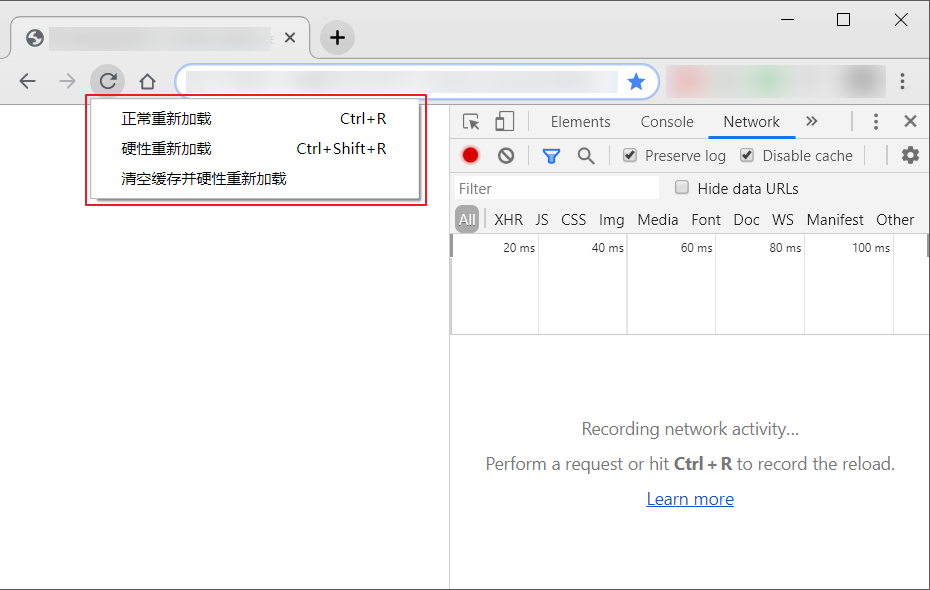 正常重新加载 Ctrl+R
硬性重新加载 Ctrl+Shift+R
清空缓存并硬性重新加载
Elements Console Network
Preserve log Disable cache
Filter Hide data URLs
All XHR JS CSS Img Media Font Doc WS Manifest Other
20 ms 40 ms 60 ms 80 ms 100 ms
Recording network activity...
Perform a request or hit Ctrl + R to record the reload.
Learn more